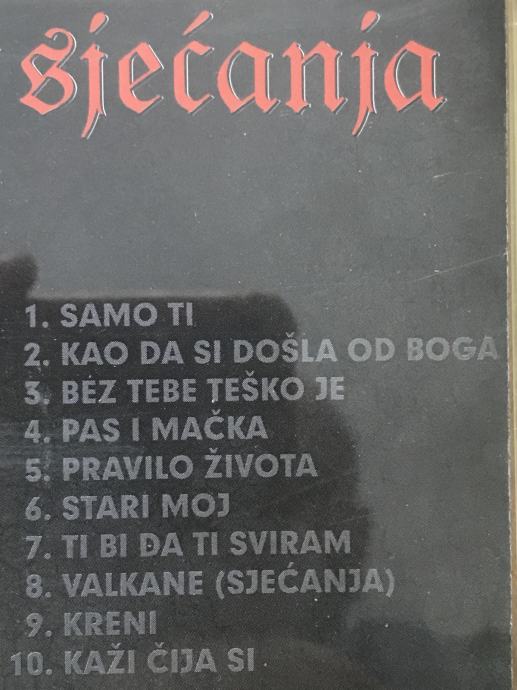 sjećanja
1. SAMO TI
2. KAO DA SI DOŠLA OD BOGA
3. BEZ TEBE TEŠKO JE
4. PAS I MAČKA
5. PRAVILO ŽIVOTA
6. STARI MOJ
7. TI BI DA TI SVIRAM
8. VALKANE (SJEĆANJA)
9. KRENI
10. KAŽI ČIJA SI